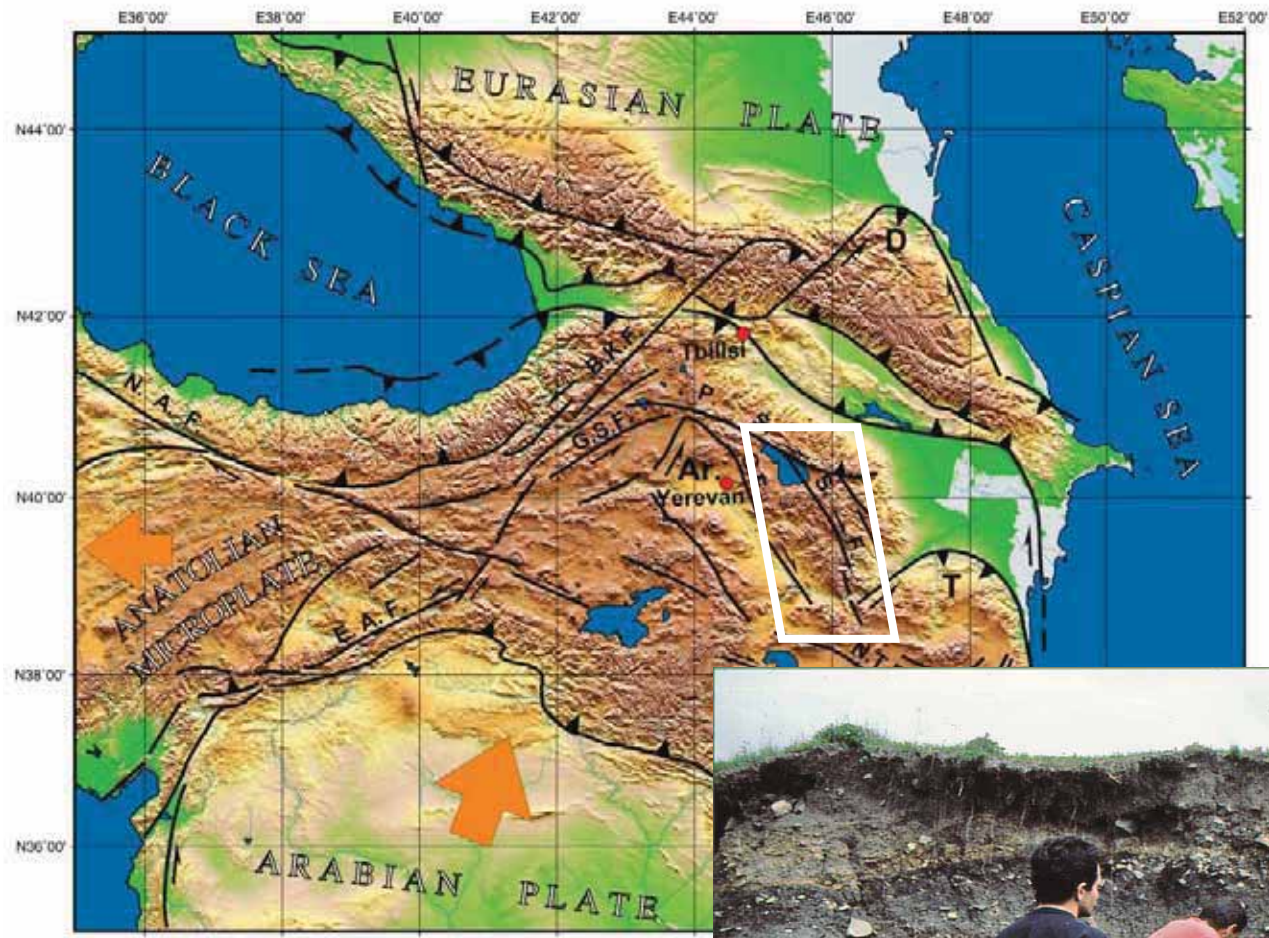 E36°00' E38°00' E40°00' E42°00' E44°00' E46°00' E48°00' E50°00' E52°00'
N44°00'
N42°00'
N40°00'
N38°00'
N36°00'
EURASIAN PLATE
BLACK SEA
CASPIAN SEA
D
Tbilisi
B.K.F.
N. A. F.
G.S.F.
P.
S.
S
F.
Ar.
Yerevan
ANATOLIAN
MICROPLATE
E. A. F.
T
N.T.
ARABIAN PLATE